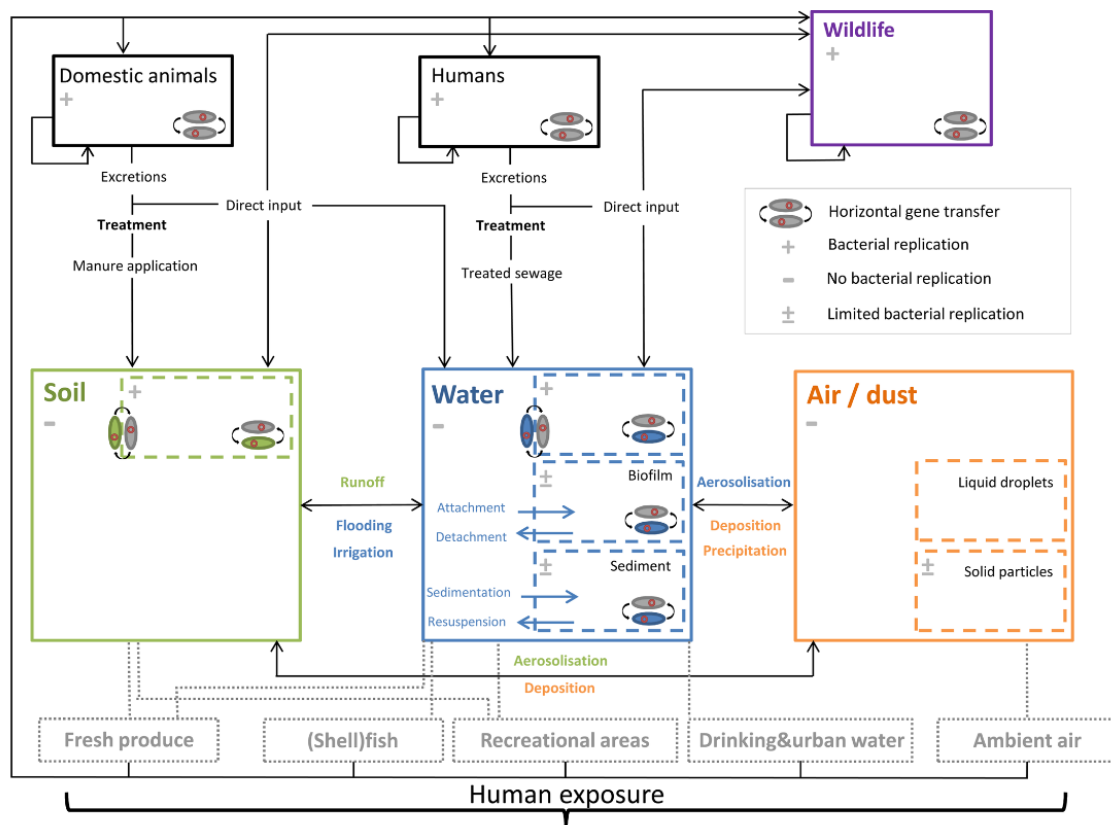 Wildlife
+
Domestic animals
+
Humans
+
Excretions
Excretions
Direct input
Direct input
Treatment
Treatment
Manure application
Treated sewage
Horizontal gene transfer
+ Bacterial replication
- No bacterial replication
± Limited bacterial replication
Soil
-
+
Water
-
+
Biofilm
±
Attachment
Detachment
Sediment
±
Sedimentation
Resuspension
Air / dust
-
Liquid droplets
Solid particles
±
Runoff
Flooding
Irrigation
Aerosolisation
Deposition
Precipitation
Aerosolisation
Deposition
Fresh produce
(Shell)fish
Recreational areas
Drinking&urban water
Ambient air
Human exposure